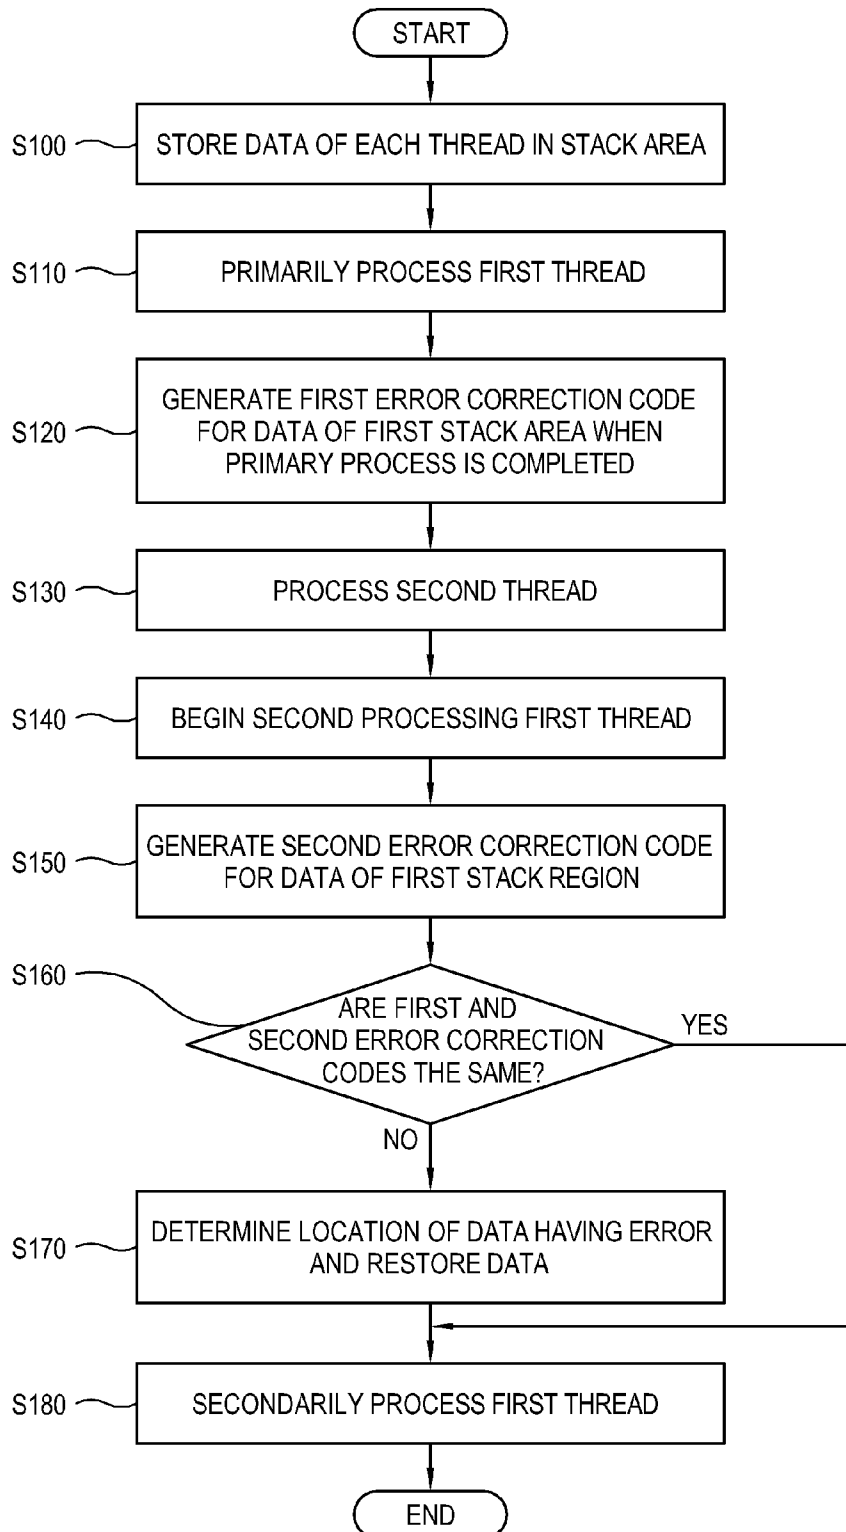 START
S100
STORE DATA OF EACH THREAD IN STACK AREA
S110
PRIMARILY PROCESS FIRST THREAD
S120
GENERATE FIRST ERROR CORRECTION CODE
FOR DATA OF FIRST STACK AREA WHEN
PRIMARY PROCESS IS COMPLETED
S130
PROCESS SECOND THREAD
S140
BEGIN SECOND PROCESSING FIRST THREAD
S150
GENERATE SECOND ERROR CORRECTION CODE
FOR DATA OF FIRST STACK REGION
S160
ARE FIRST AND
SECOND ERROR CORRECTION
CODES THE SAME?
YES
NO
S170
DETERMINE LOCATION OF DATA HAVING ERROR
AND RESTORE DATA
S180
SECONDARILY PROCESS FIRST THREAD
END